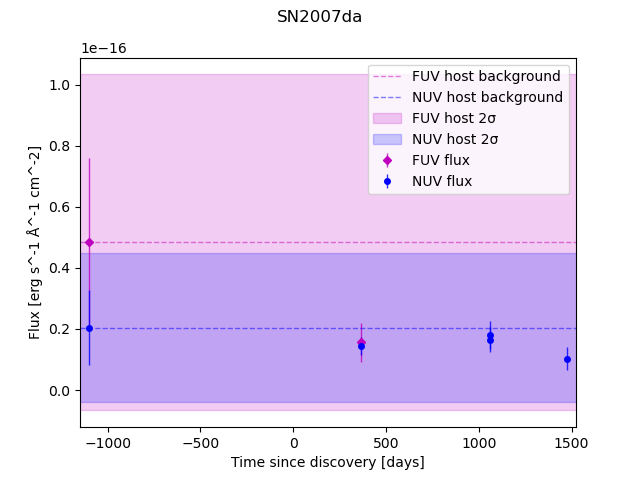 SN2007da
1e−16
FUV host background
NUV host background
FUV host 2σ
NUV host 2σ
FUV flux
NUV flux
Flux [erg s^-1 Å^-1 cm^-2]
1.0
0.8
0.6
0.4
0.2
0.0
−1000
−500
0
500
1000
1500
Time since discovery [days]